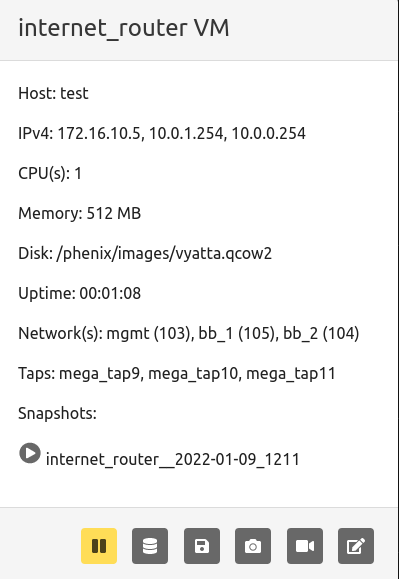 internet_router VM
Host: test
IPv4: 172.16.10.5, 10.0.1.254, 10.0.0.254
CPU(s): 1
Memory: 512 MB
Disk: /phenix/images/vyatta.qcow2
Uptime: 00:01:08
Network(s): mgmt (103), bb_1 (105), bb_2 (104)
Taps: mega_tap9, mega_tap10, mega_tap11
Snapshots:
internet_router__2022-01-09_1211